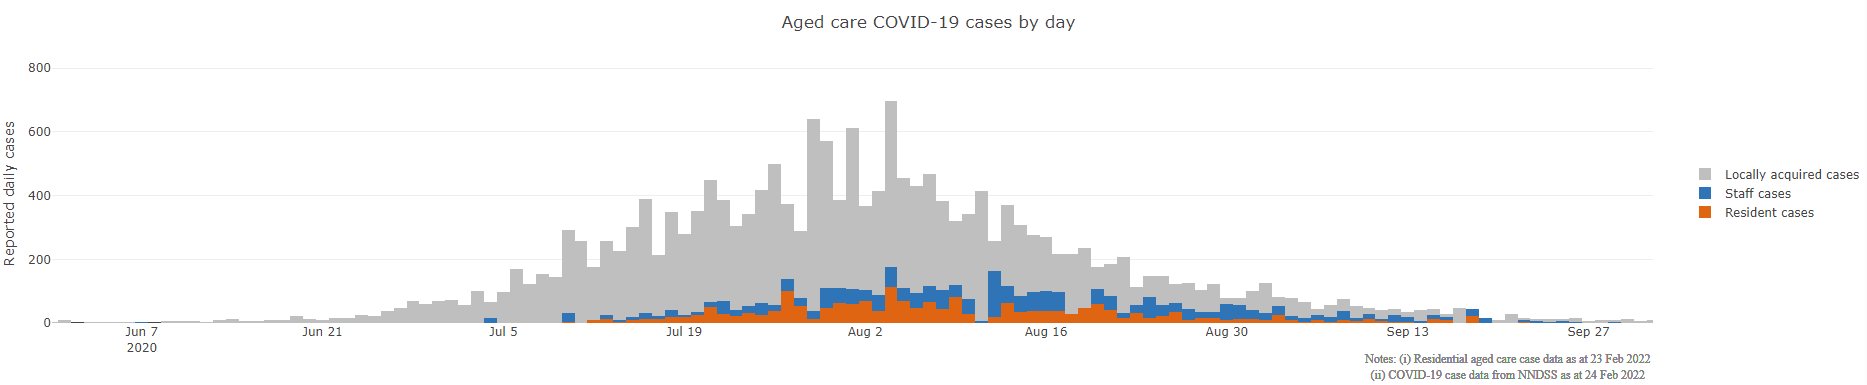 Aged care COVID-19 cases by day
Reported daily cases
800
600
400
200
0
Jun 7
2020
Jun 21
Jul 5
Jul 19
Aug 2
Aug 16
Aug 30
Sep 13
Sep 27
Locally acquired cases
Staff cases
Resident cases
Notes: (i) Residential aged care case data as at 23 Feb 2022
(ii) COVID-19 case data from NNDSS as at 24 Feb 2022